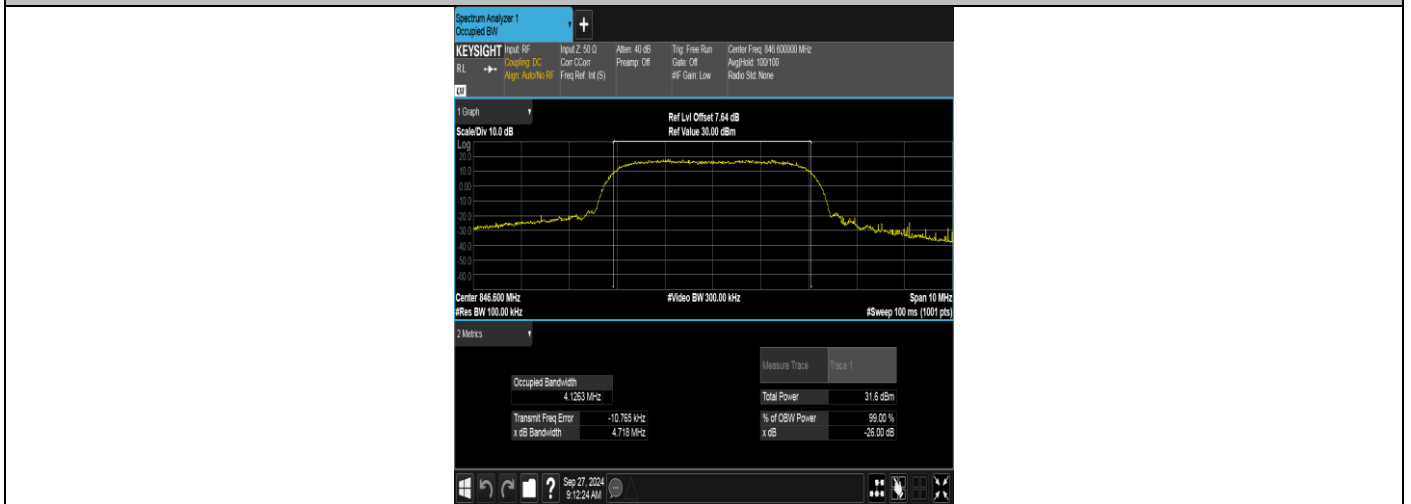 Spectrum Analyzer 1
Occupied BW
+
KEYSIGHT Input: RF Input Z: 50 Ω Atten: 40 dB Trig: Free Run Center Freq: 846.600000 MHz
RL Coupling: DC Corr CCorr Preamp: Off Gate: Off Avg|Hold: 100/100
Align: Auto/No RF Freq Ref: Int (S) #IF Gain: Low Radio Std: None
1 Graph
Ref Lvl Offset 7.64 dB
Scale/Div 10.0 dB Ref Value 30.00 dBm
Log
20.0
10.0
0.00
-10.0
-20.0
-30.0
-40.0
-50.0
-60.0
Center 846.600 MHz #Video BW 300.00 kHz Span 10 MHz
#Res BW 100.00 kHz #Sweep 100 ms (1001 pts)
2 Metrics
Measure Trace Trace 1
Occupied Bandwidth
4.1263 MHz Total Power 31.6 dBm
Transmit Freq Error -10.765 kHz % of OBW Power 99.00 %
x dB Bandwidth 4.718 MHz x dB -26.00 dB
? Sep 27, 2024
9:12:24 AM